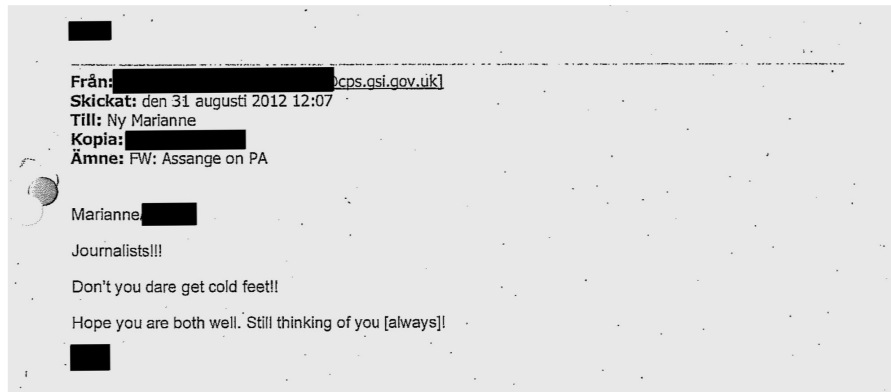 Från: cps.gsi.gov.uk]
Skickat: den 31 augusti 2012 12:07
Till: Ny Marianne
Kopia:
Ämne: FW: Assange on PA
Marianne
Journalists!!!
Don't you dare get cold feet!!
Hope you are both well. Still thinking of you [always]!